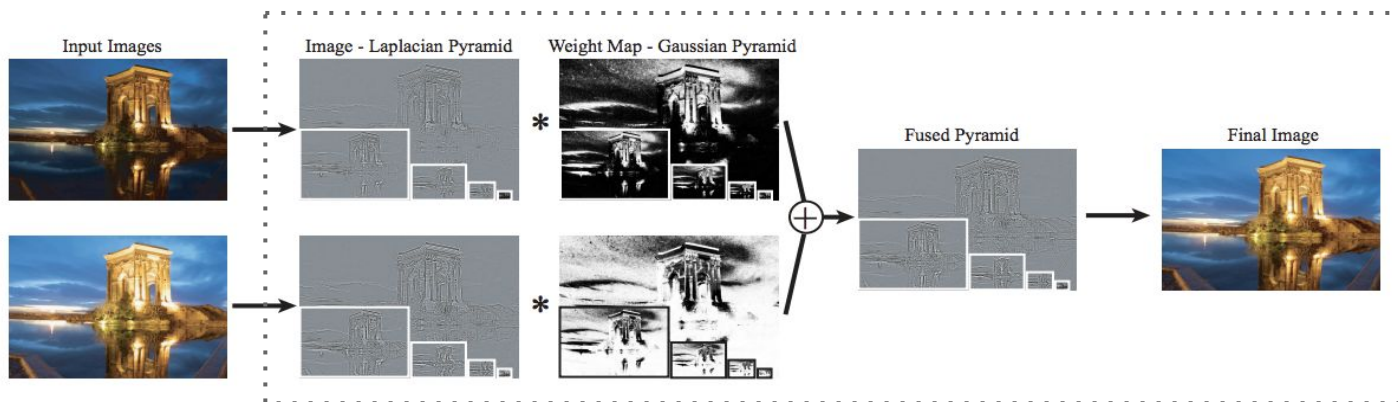 Input Images
Image - Laplacian Pyramid
Weight Map - Gaussian Pyramid
*
Fused Pyramid
Final Image
+
*